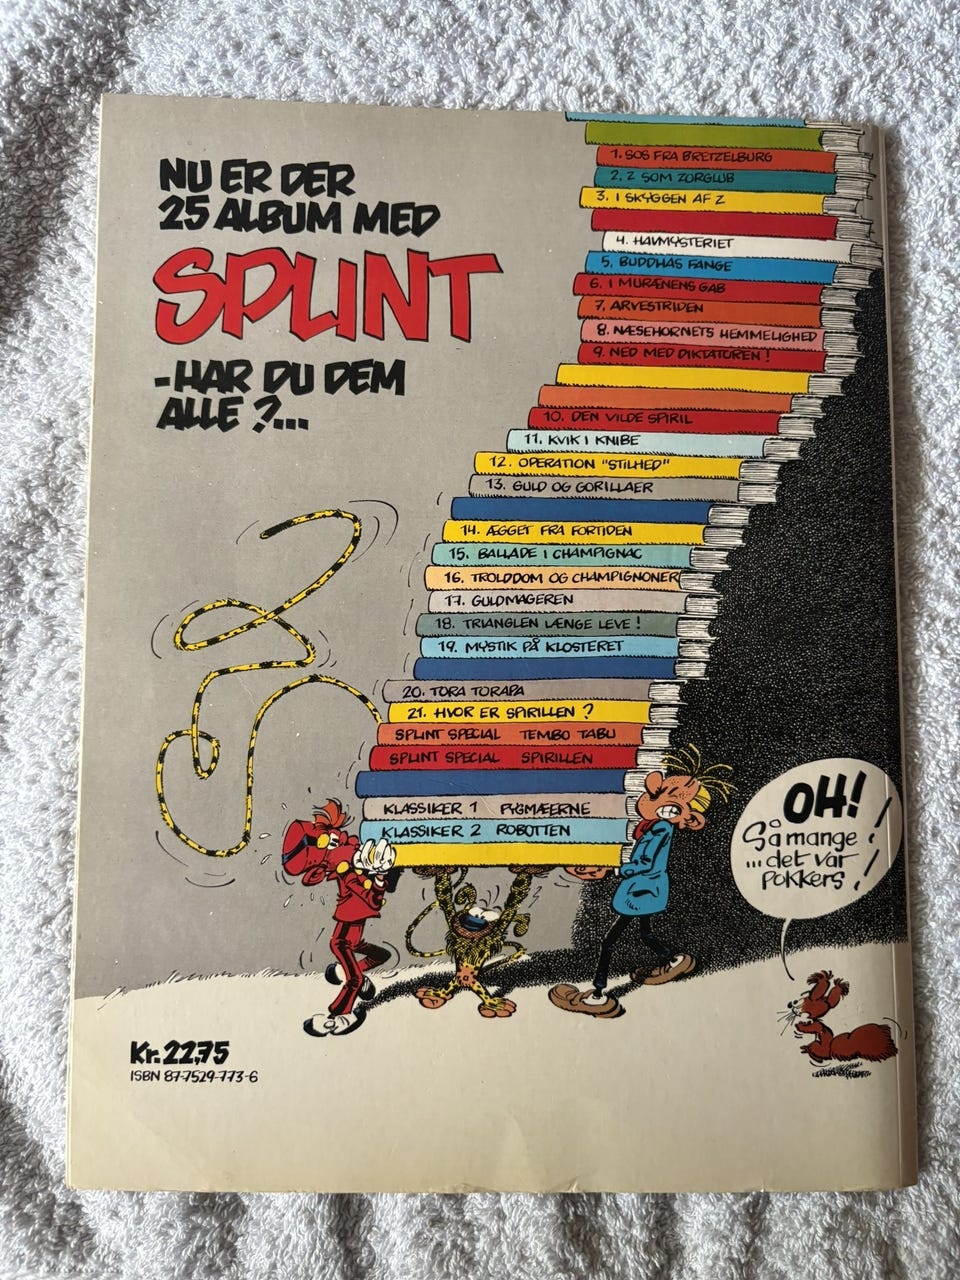 NU ER DER
25 ALBUM MED
SPLINT
- HAR DU DEM
ALLE ?...
1. SOS FRA BRETZELBURG
2. Z SOM ZORGLUB
3. I SKYGGEN AF Z
4. HAVMYSTERIET
5. BUDDHAS FANGE
6. I MURÆNENS GAB
7. ARVESTRIDEN
8. NÆSEHORNETS HEMMELIGHED
9. NED MED DIKTATOREN!
10. DEN VILDE SPIRIL
11. KVIK I KNIBE
12. OPERATION "STILHED"
13. GULD OG GORILLAER
14. ÆGGET FRA FORTIDEN
15. BALLADE I CHAMPIGNAC
16. TROLDDOM OG CHAMPIGNONER
17. GULDMAGEREN
18. TRIANGLEN LÆNGE LEVE!
19. MYSTIK PÅ KLOSTERET
20. TORA TORAPA
21. HVOR ER SPIRILLEN?
SPLINT SPECIAL TEMBO TABU
SPLINT SPECIAL SPIRILLEN
KLASSIKER 1 PYGMÆERNE
KLASSIKER 2 ROBOTTEN
OH!
Så mange!
...det var
pokkers!
Kr. 22,75
ISBN 87-7529-773-6